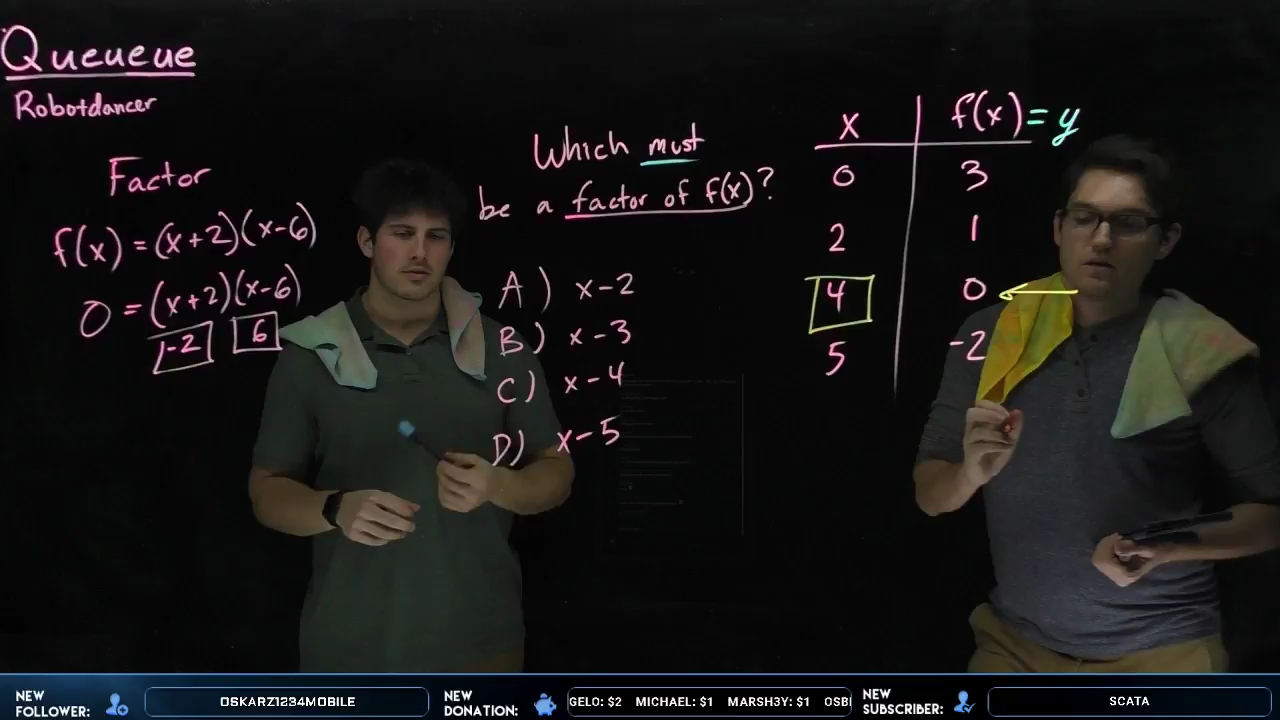 Queueue
Robotdancer
Factor
f(x) = (x+2)(x-6)
0 = (x+2)(x-6)
-2 6
Which must
be a factor of f(x)?
A) x-2
B) x-3
C) x-4
D) x-5
x f(x) = y
0 3
2 1
4 0
5 -2
NEW FOLLOWER: OSKARZ1234MOBILE
NEW DONATION: GELO: $2 MICHAEL: $1 MARSH3Y: $1 OSB
NEW SUBSCRIBER: SCATA